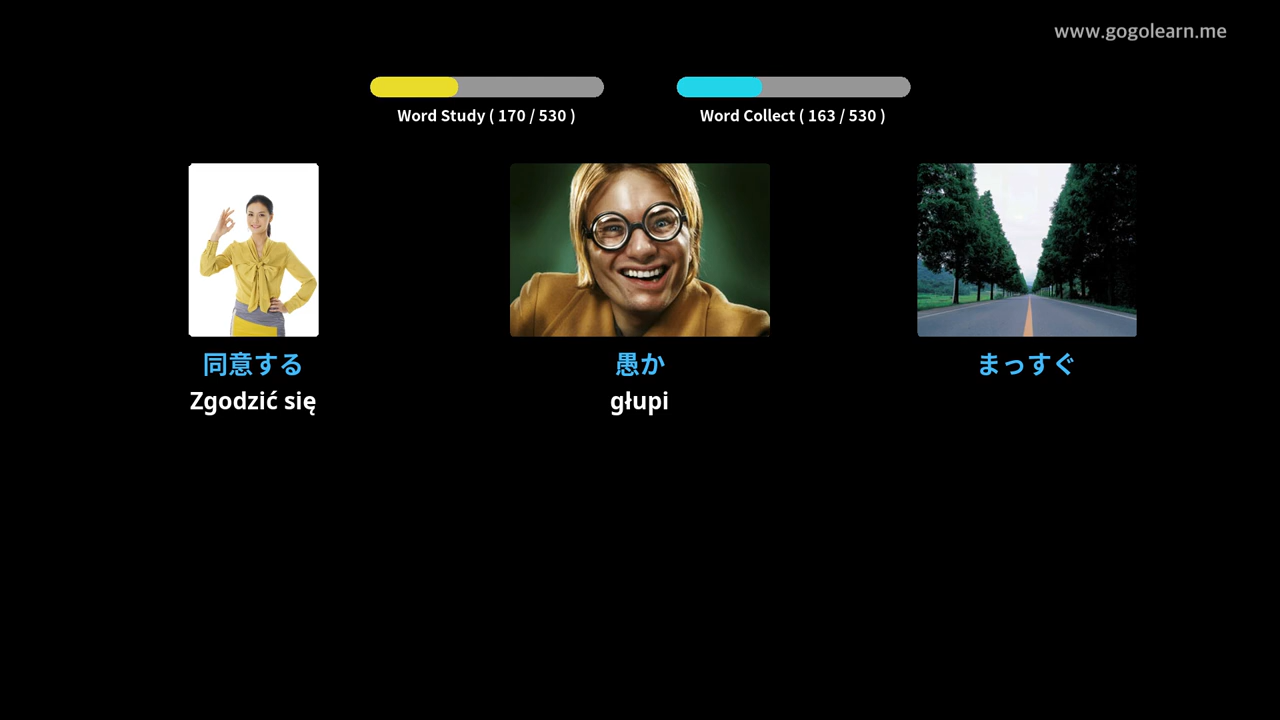 www.gogolearn.me
Word Study ( 170 / 530 )
Word Collect ( 163 / 530 )
同意する
Zgodzić się
愚か
głupi
まっすぐ